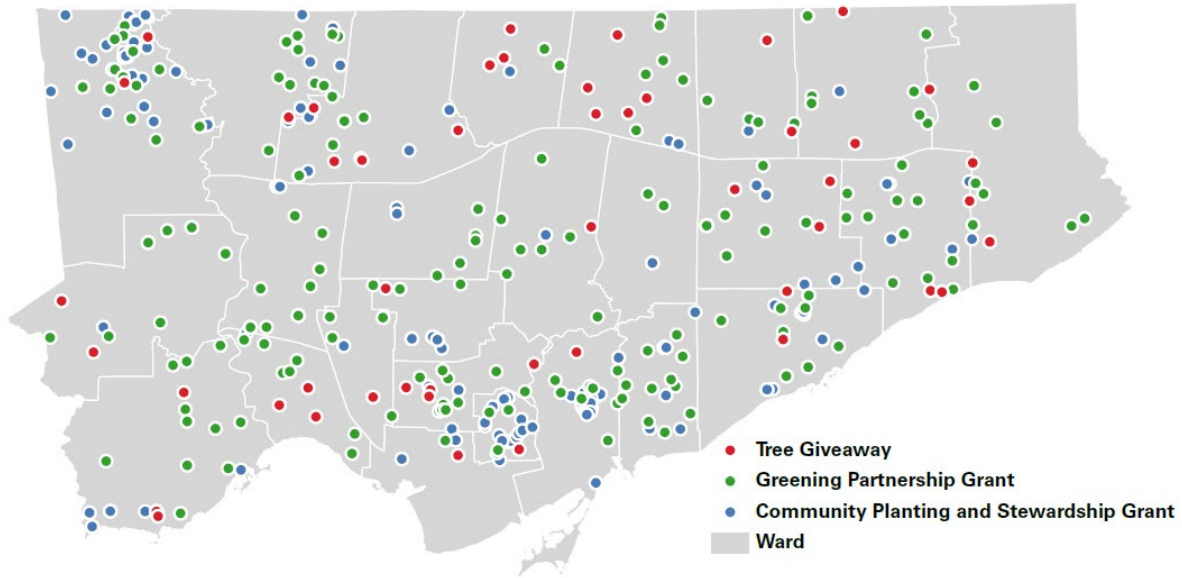 Tree Giveaway
Greening Partnership Grant
Community Planting and Stewardship Grant
Ward